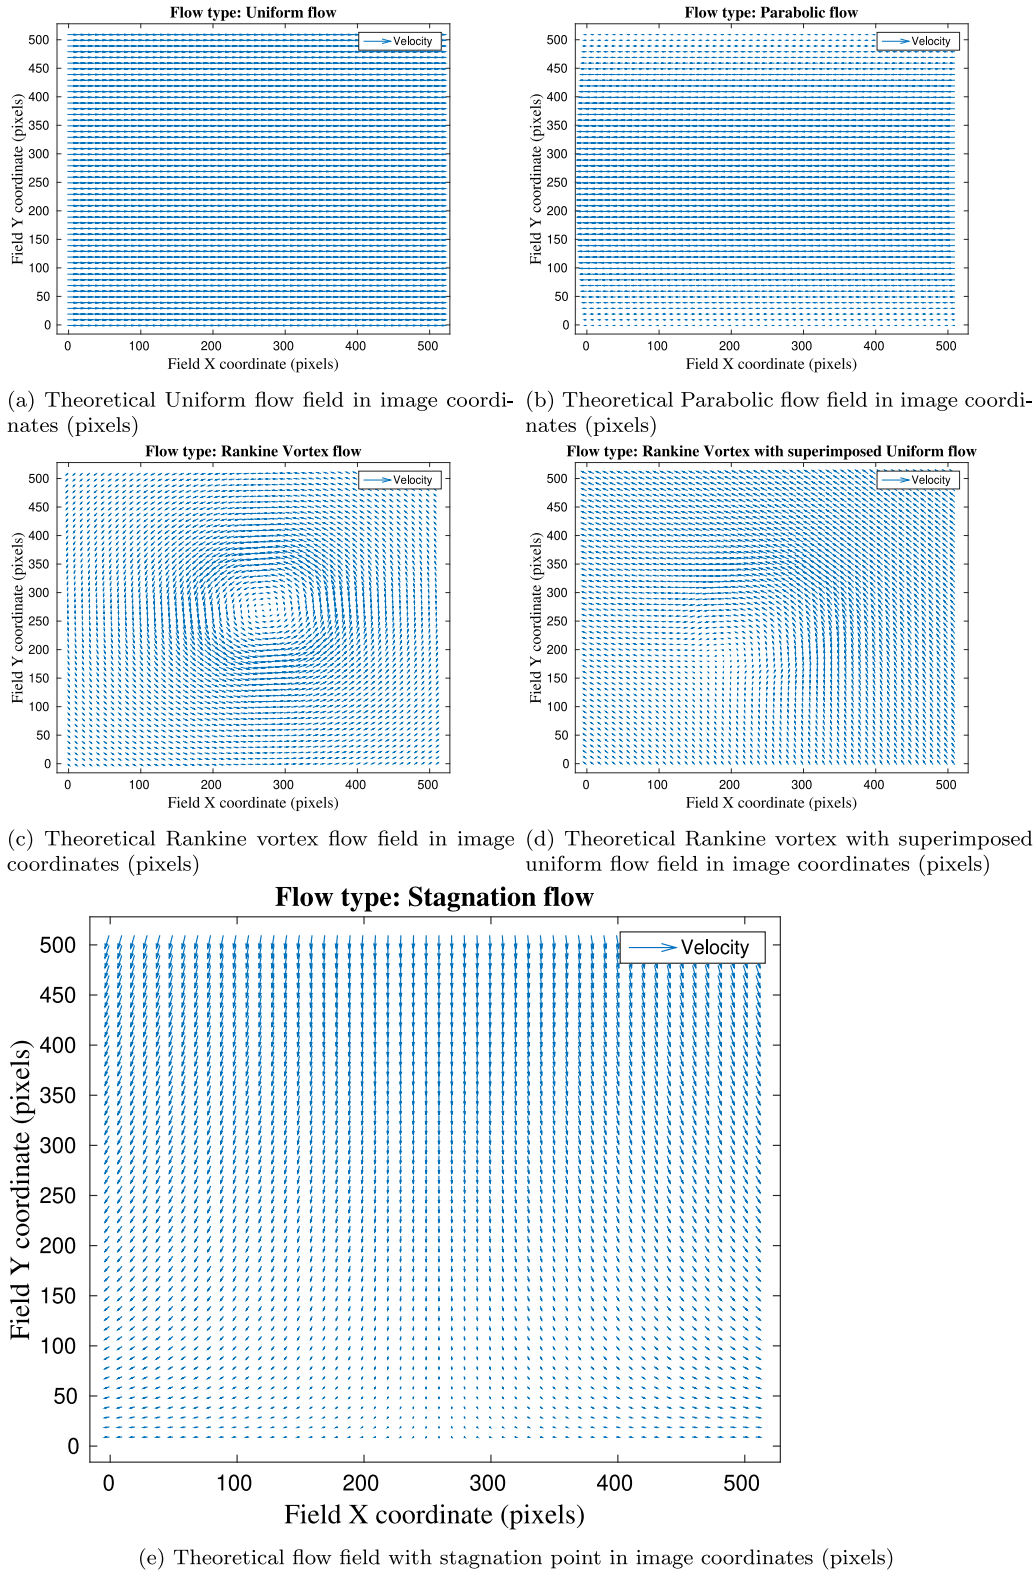 Flow type: Uniform flow
Velocity
Field Y coordinate (pixels)
500
450
400
350
300
250
200
150
100
50
0
0 100 200 300 400 500
Field X coordinate (pixels)
(a) Theoretical Uniform flow field in image coordi-
nates (pixels)
Flow type: Parabolic flow
Velocity
Field Y coordinate (pixels)
500
450
400
350
300
250
200
150
100
50
0
0 100 200 300 400 500
Field X coordinate (pixels)
(b) Theoretical Parabolic flow field in image coordi-
nates (pixels)
Flow type: Rankine Vortex flow
Velocity
Field Y coordinate (pixels)
500
450
400
350
300
250
200
150
100
50
0
0 100 200 300 400 500
Field X coordinate (pixels)
(c) Theoretical Rankine vortex flow field in image
coordinates (pixels)
Flow type: Rankine Vortex with superimposed Uniform flow
Velocity
Field Y coordinate (pixels)
500
450
400
350
300
250
200
150
100
50
0
0 100 200 300 400 500
Field X coordinate (pixels)
(d) Theoretical Rankine vortex with superimposed
uniform flow field in image coordinates (pixels)
Flow type: Stagnation flow
Velocity
Field Y coordinate (pixels)
500
450
400
350
300
250
200
150
100
50
0
0 100 200 300 400 500
Field X coordinate (pixels)
(e) Theoretical flow field with stagnation point in image coordinates (pixels)